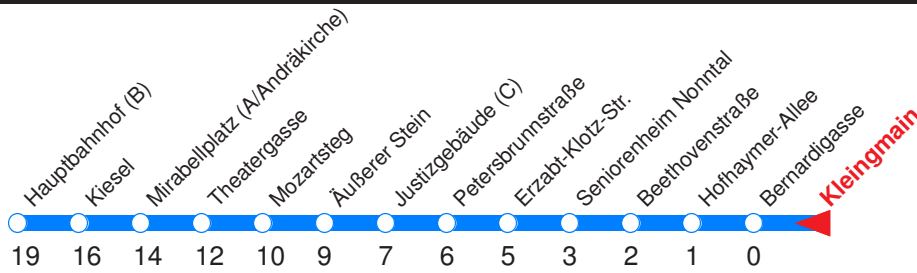 Hauptbahnhof (B)
Kiesel
Mirabellplatz (A/Andräkirche)
Theatergasse
Mozartsteg
Äußerer Stein
Justizgebäude (C)
Petersbrunnstraße
Erzabt-Klotz-Str.
Seniorenheim Nonntal
Beethovenstraße
Hofhaymer-Allee
Bernardigasse
Kleingmain
19 16 14 12 10 9 7 6 5 3 2 1 0